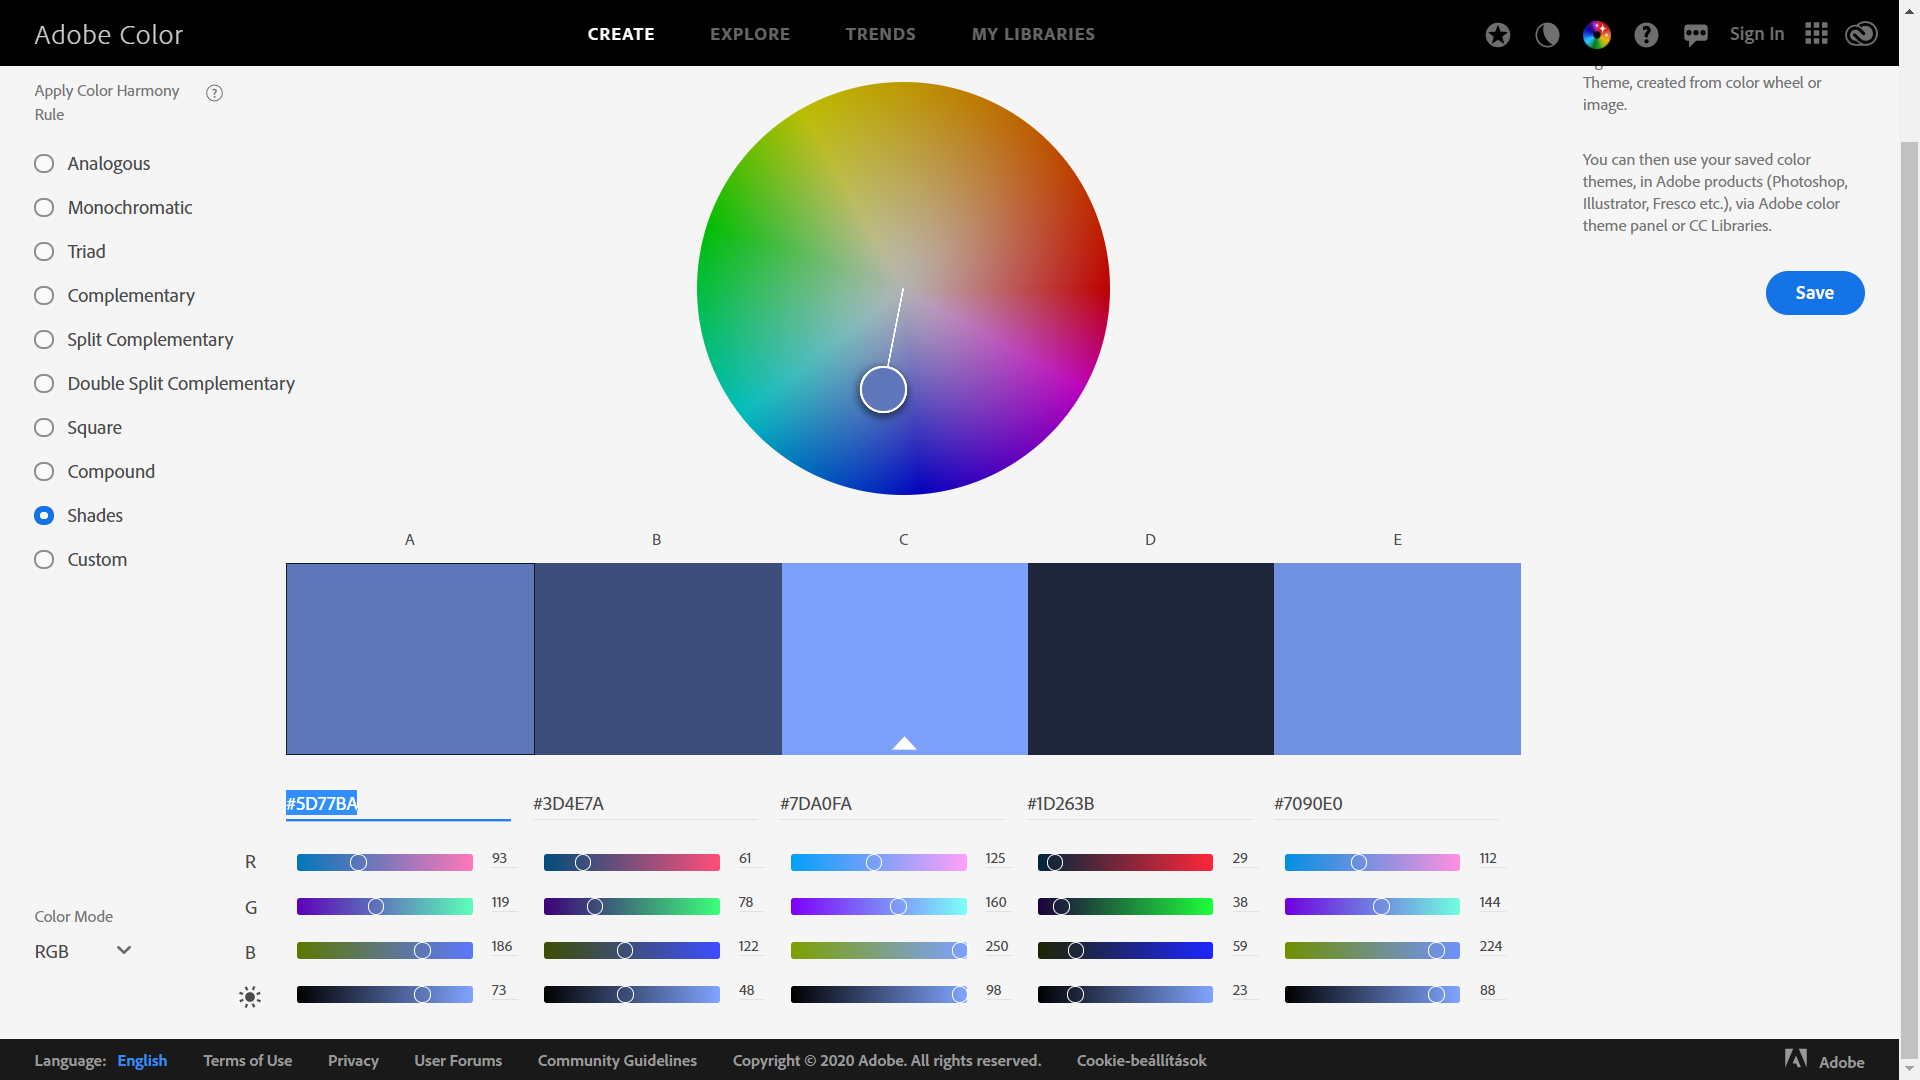 Adobe Color
CREATE
EXPLORE
TRENDS
MY LIBRARIES
Sign In
Apply Color Harmony
Rule
Analogous
Monochromatic
Triad
Complementary
Split Complementary
Double Split Complementary
Square
Compound
Shades
Custom
Theme, created from color wheel or
image.
You can then use your saved color
themes, in Adobe products (Photoshop,
Illustrator, Fresco etc.), via Adobe color
theme panel or CC Libraries.
Save
A B C D E
#5D77BA #3D4E7A #7DA0FA #1D263B #7090E0
R 93 61 125 29 112
G 119 78 160 38 144
B 186 122 250 59 224
73 48 98 23 88
Color Mode
RGB
Language: English Terms of Use Privacy User Forums Community Guidelines Copyright © 2020 Adobe. All rights reserved. Cookie-beállítások Adobe